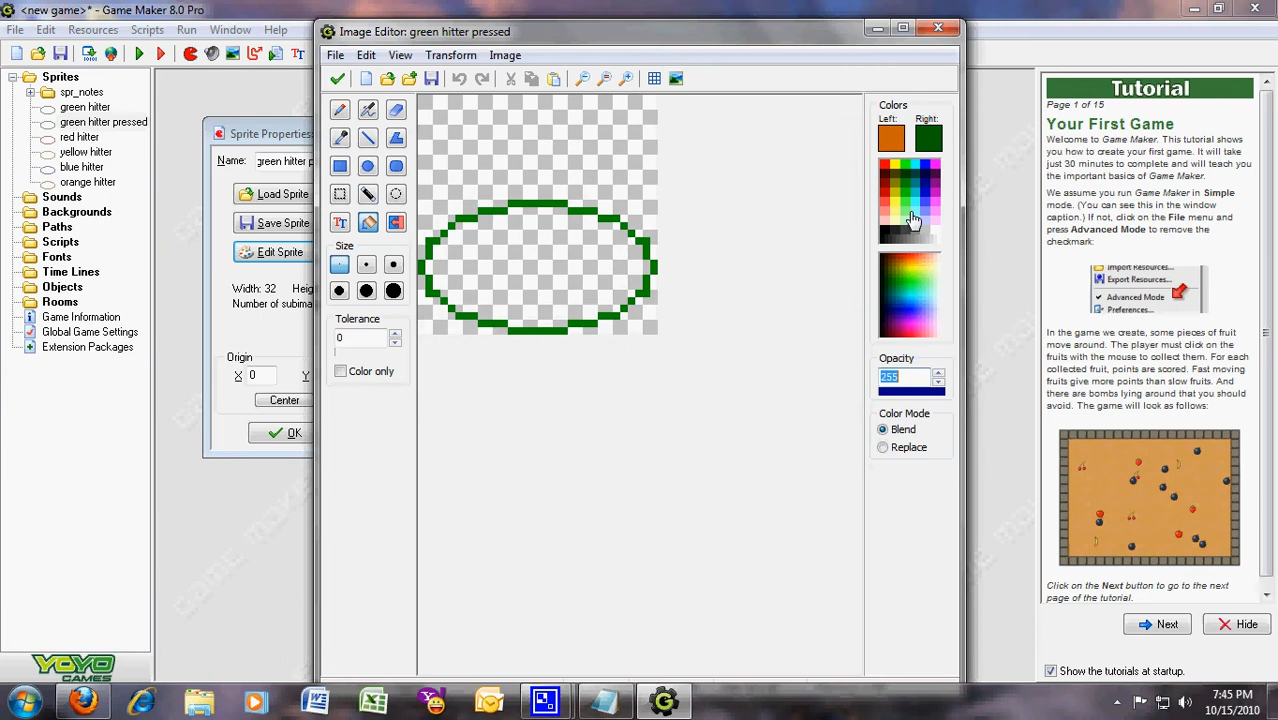 <new game>* - Game Maker 8.0 Pro
File Edit Resources Scripts Run Window Help
Sprites
spr_notes
green hitter
green hitter pressed
red hitter
yellow hitter
blue hitter
orange hitter
Sounds
Backgrounds
Paths
Scripts
Fonts
Time Lines
Objects
Rooms
Game Information
Global Game Settings
Extension Packages
YOYO
GAMES
Sprite Properties:
Name: green hitter p
Load Sprite
Save Sprite
Edit Sprite
Width: 32
Number of subima
Origin
X 0 Y
Center
OK
Image Editor: green hitter pressed
File Edit View Transform Image
Size
Tolerance
0
Color only
Colors
Left: Right:
Opacity
255
Color Mode
Blend
Replace
Tutorial
Page 1 of 15
Your First Game
Welcome to Game Maker. This tutorial shows
you how to create your first game. It will take
just 30 minutes to complete and will teach you
the important basics of Game Maker.
We assume you run Game Maker in Simple
mode. (You can see this in the window
caption.) If not, click on the File menu and
press Advanced Mode to remove the
checkmark:
Import Resources...
Export Resources...
Advanced Mode
Preferences...
In the game we create, some pieces of fruit
move around. The player must click on the
fruits with the mouse to collect them. For each
collected fruit, points are scored. Fast moving
fruits give more points than slow fruits. And
there are bombs lying around that you should
avoid. The game will look as follows:
Click on the Next button to go to the next
page of the tutorial.
Next Hide
Show the tutorials at startup.
7:45 PM
10/15/2010